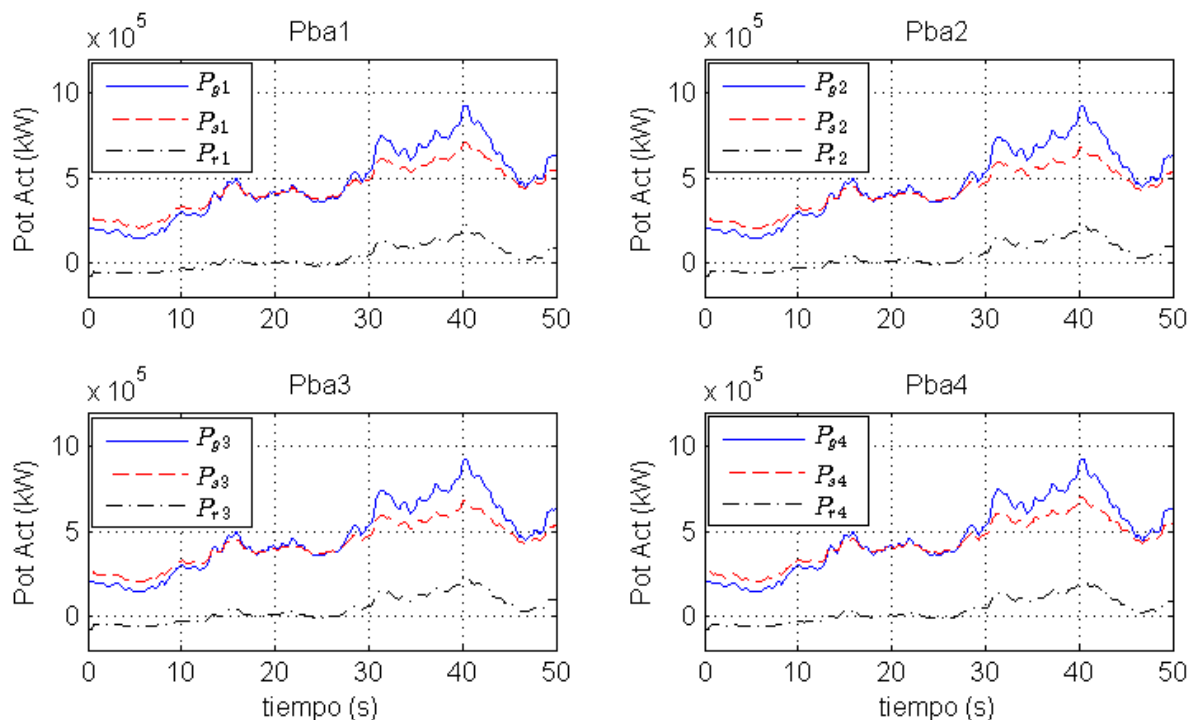 x 10^5
Pba1
P_g1
P_s1
P_r1
Pot Act (kW)
10
5
0
0 10 20 30 40 50
x 10^5
Pba2
P_g2
P_s2
P_r2
Pot Act (kW)
10
5
0
0 10 20 30 40 50
x 10^5
Pba3
P_g3
P_s3
P_r3
Pot Act (kW)
10
5
0
0 10 20 30 40 50
tiempo (s)
x 10^5
Pba4
P_g4
P_s4
P_r4
Pot Act (kW)
10
5
0
0 10 20 30 40 50
tiempo (s)